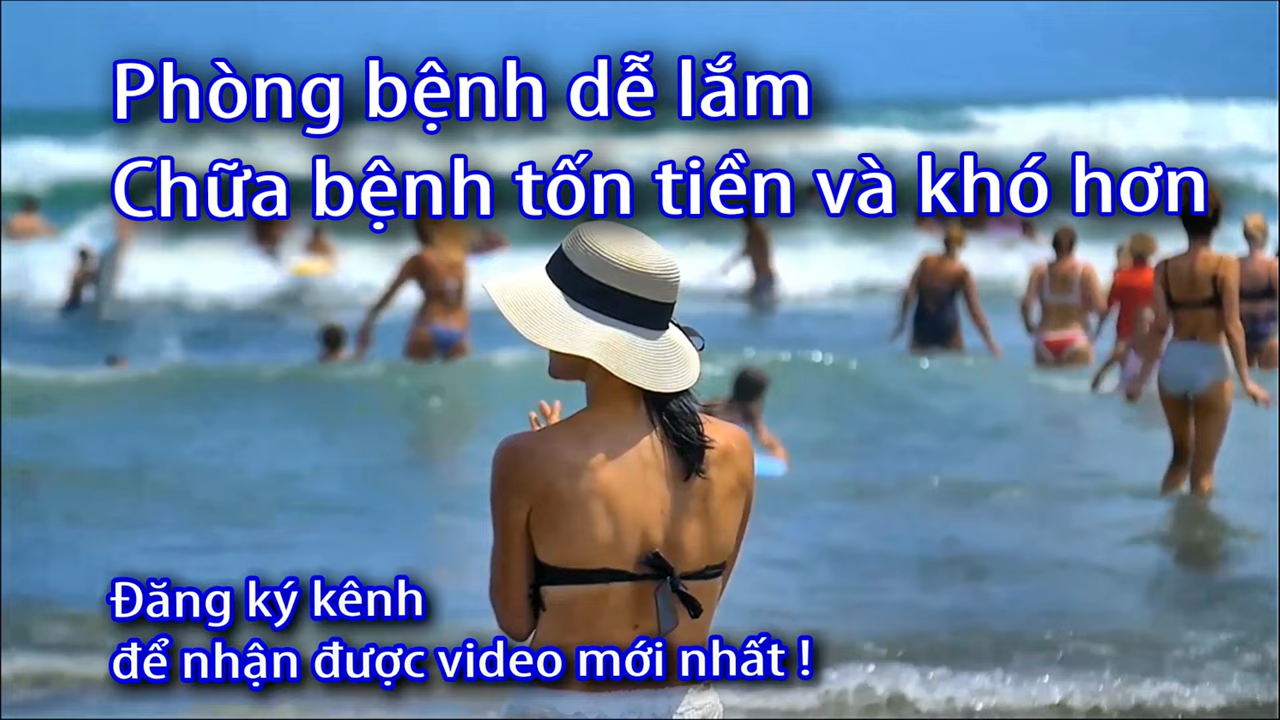 Phòng bệnh dễ lắm
Chữa bệnh tốn tiền và khó hơn
Đăng ký kênh
để nhận được video mới nhất !